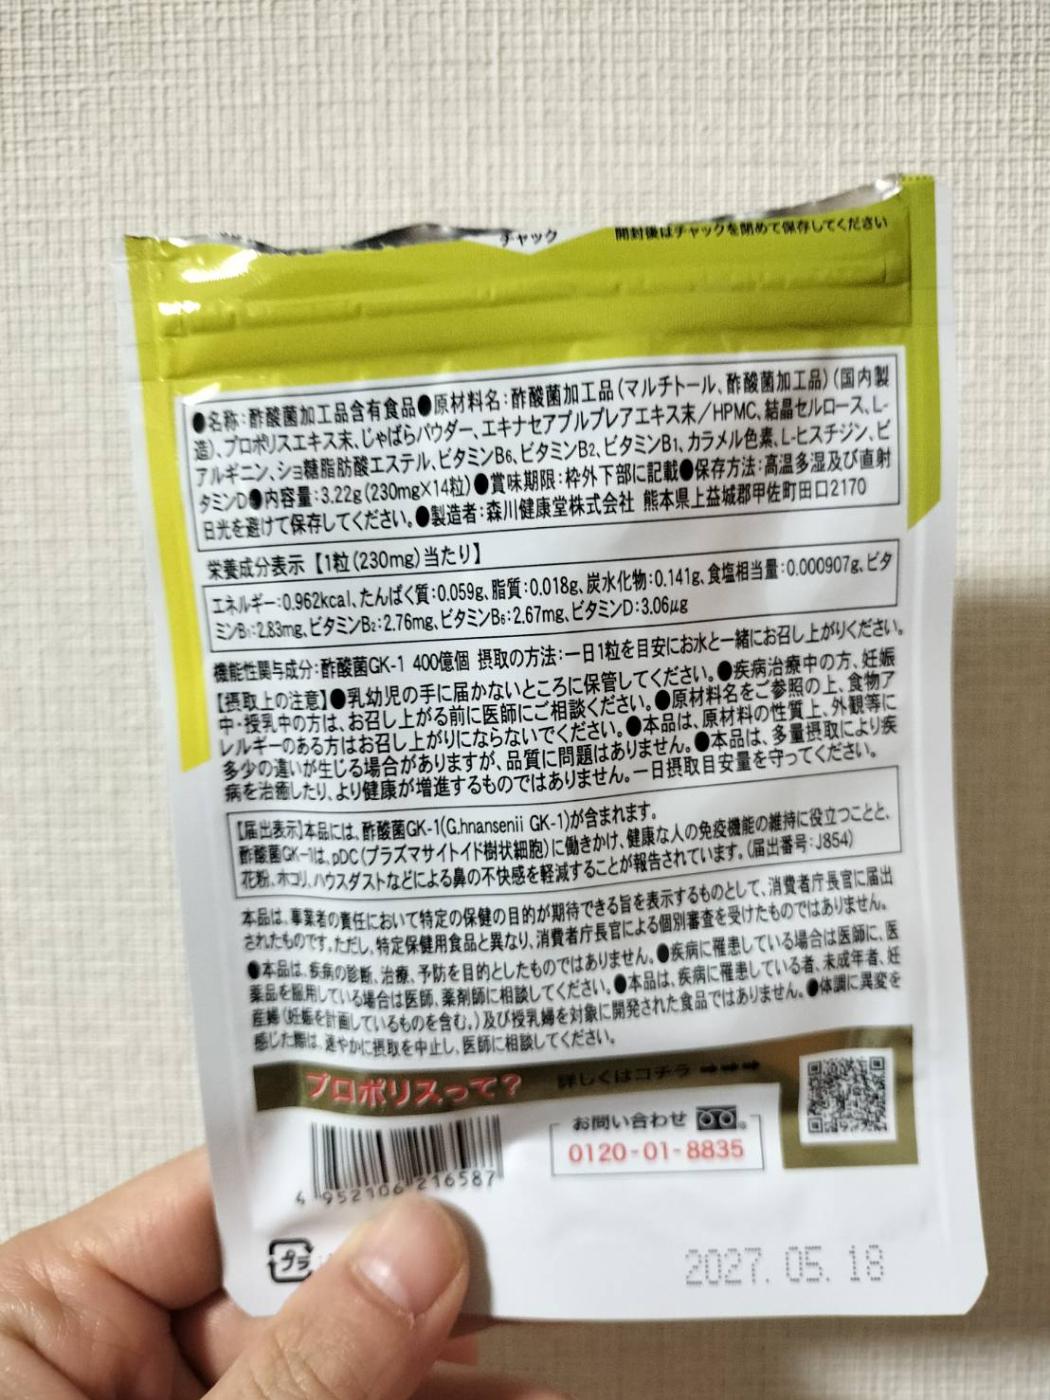 チャック
開封後はチャックを閉めて保存してください
●名称：酢酸菌加工品含有食品●原材料名：酢酸菌加工品（マルチトール、酢酸菌加工品）（国内製
造）、プロポリスエキス末、じゃばらパウダー、エキナセアプルプレアエキス末／HPMC、結晶セルロース、L-
アルギニン、ショ糖脂肪酸エステル、ビタミンB6、ビタミンB2、ビタミンB1、カラメル色素、L-ヒスチジン、ビ
タミンD●内容量：3.22g（230mg×14粒）●賞味期限：枠外下部に記載●保存方法：高温多湿及び直射
日光を避けて保存してください。●製造者：森川健康堂株式会社 熊本県上益城郡甲佐町田口2170
栄養成分表示【1粒（230mg）当たり】
エネルギー：0.962kcal、たんぱく質：0.059g、脂質：0.018g、炭水化物：0.141g、食塩相当量：0.000907g、ビタ
ミンB1：2.83mg、ビタミンB2：2.76mg、ビタミンB6：2.67mg、ビタミンD：3.06μg
機能性関与成分：酢酸菌GK-1 400億個 摂取の方法：一日1粒を目安にお水と一緒にお召し上がりください。
【摂取上の注意】●乳幼児の手に届かないところに保管してください。●疾病治療中の方、妊娠
中・授乳中の方は、お召し上がる前に医師にご相談ください。●原材料名をご参照の上、食物ア
レルギーのある方はお召し上がりにならないでください。●本品は、原材料の性質上、外観等に
多少の違いが生じる場合がありますが、品質に問題はありません。●本品は、多量摂取により疾
病を治癒したり、より健康が増進するものではありません。一日摂取目安量を守ってください。
【届出表示】本品には、酢酸菌GK-1（G.hnansenii GK-1）が含まれます。
酢酸菌GK-1は、pDC（プラズマサイトイド樹状細胞）に働きかけ、健康な人の免疫機能の維持に役立つことと、
花粉、ホコリ、ハウスダストなどによる鼻の不快感を軽減することが報告されています。（届出番号：J854）
本品は、事業者の責任において特定の保健の目的が期待できる旨を表示するものとして、消費者庁長官に届出
されたものです。ただし、特定保健用食品と異なり、消費者庁長官による個別審査を受けたものではありません。
●本品は、疾病の診断、治療、予防を目的としたものではありません。●疾病に罹患している場合は医師に、医
薬品を服用している場合は医師、薬剤師に相談してください。●本品は、疾病に罹患している者、未成年者、妊
産婦（妊娠を計画しているものを含む。）及び授乳婦を対象に開発された食品ではありません。●体調に異変を
感じた際は、速やかに摂取を中止し、医師に相談してください。
プロポリスって？ 詳しくはコチラ ➡➡➡
お問い合わせ
0120-01-8835
4 952106 216587
プラ
2027. 05. 18